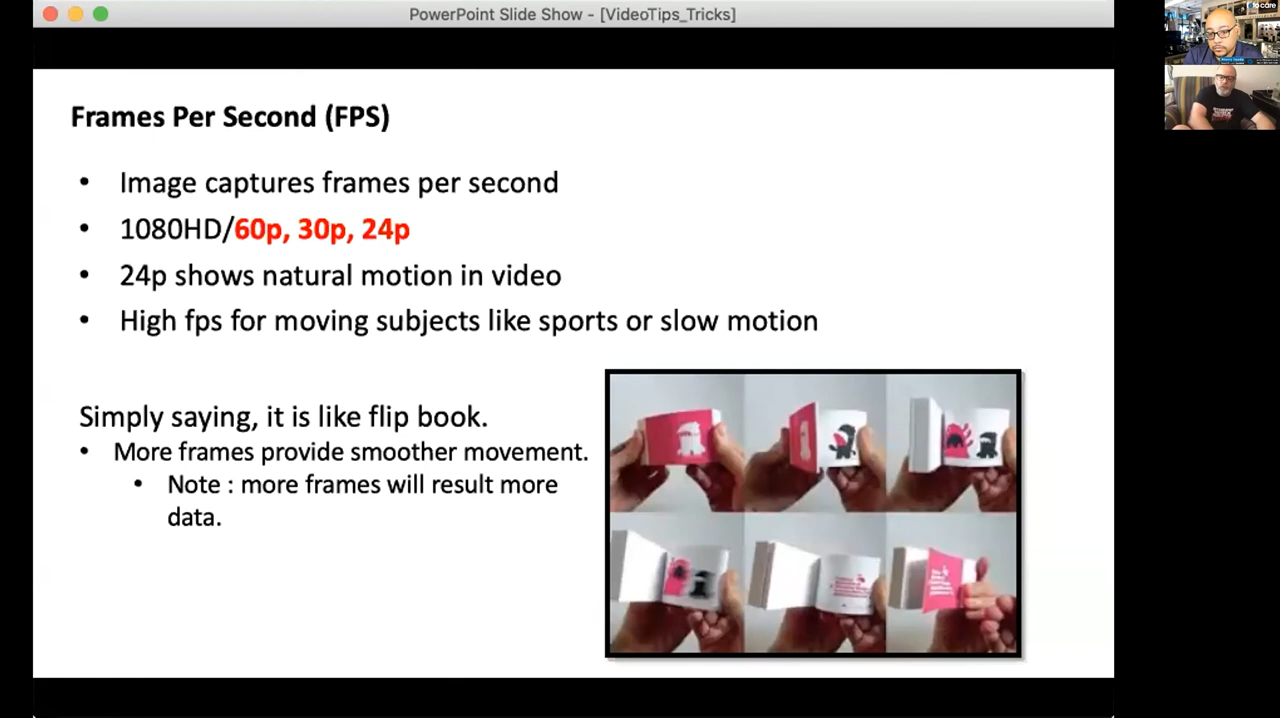 PowerPoint Slide Show - [VideoTips_Tricks]
Frames Per Second (FPS)
• Image captures frames per second
• 1080HD/60p, 30p, 24p
• 24p shows natural motion in video
• High fps for moving subjects like sports or slow motion
Simply saying, it is like flip book.
• More frames provide smoother movement.
• Note : more frames will result more
data.